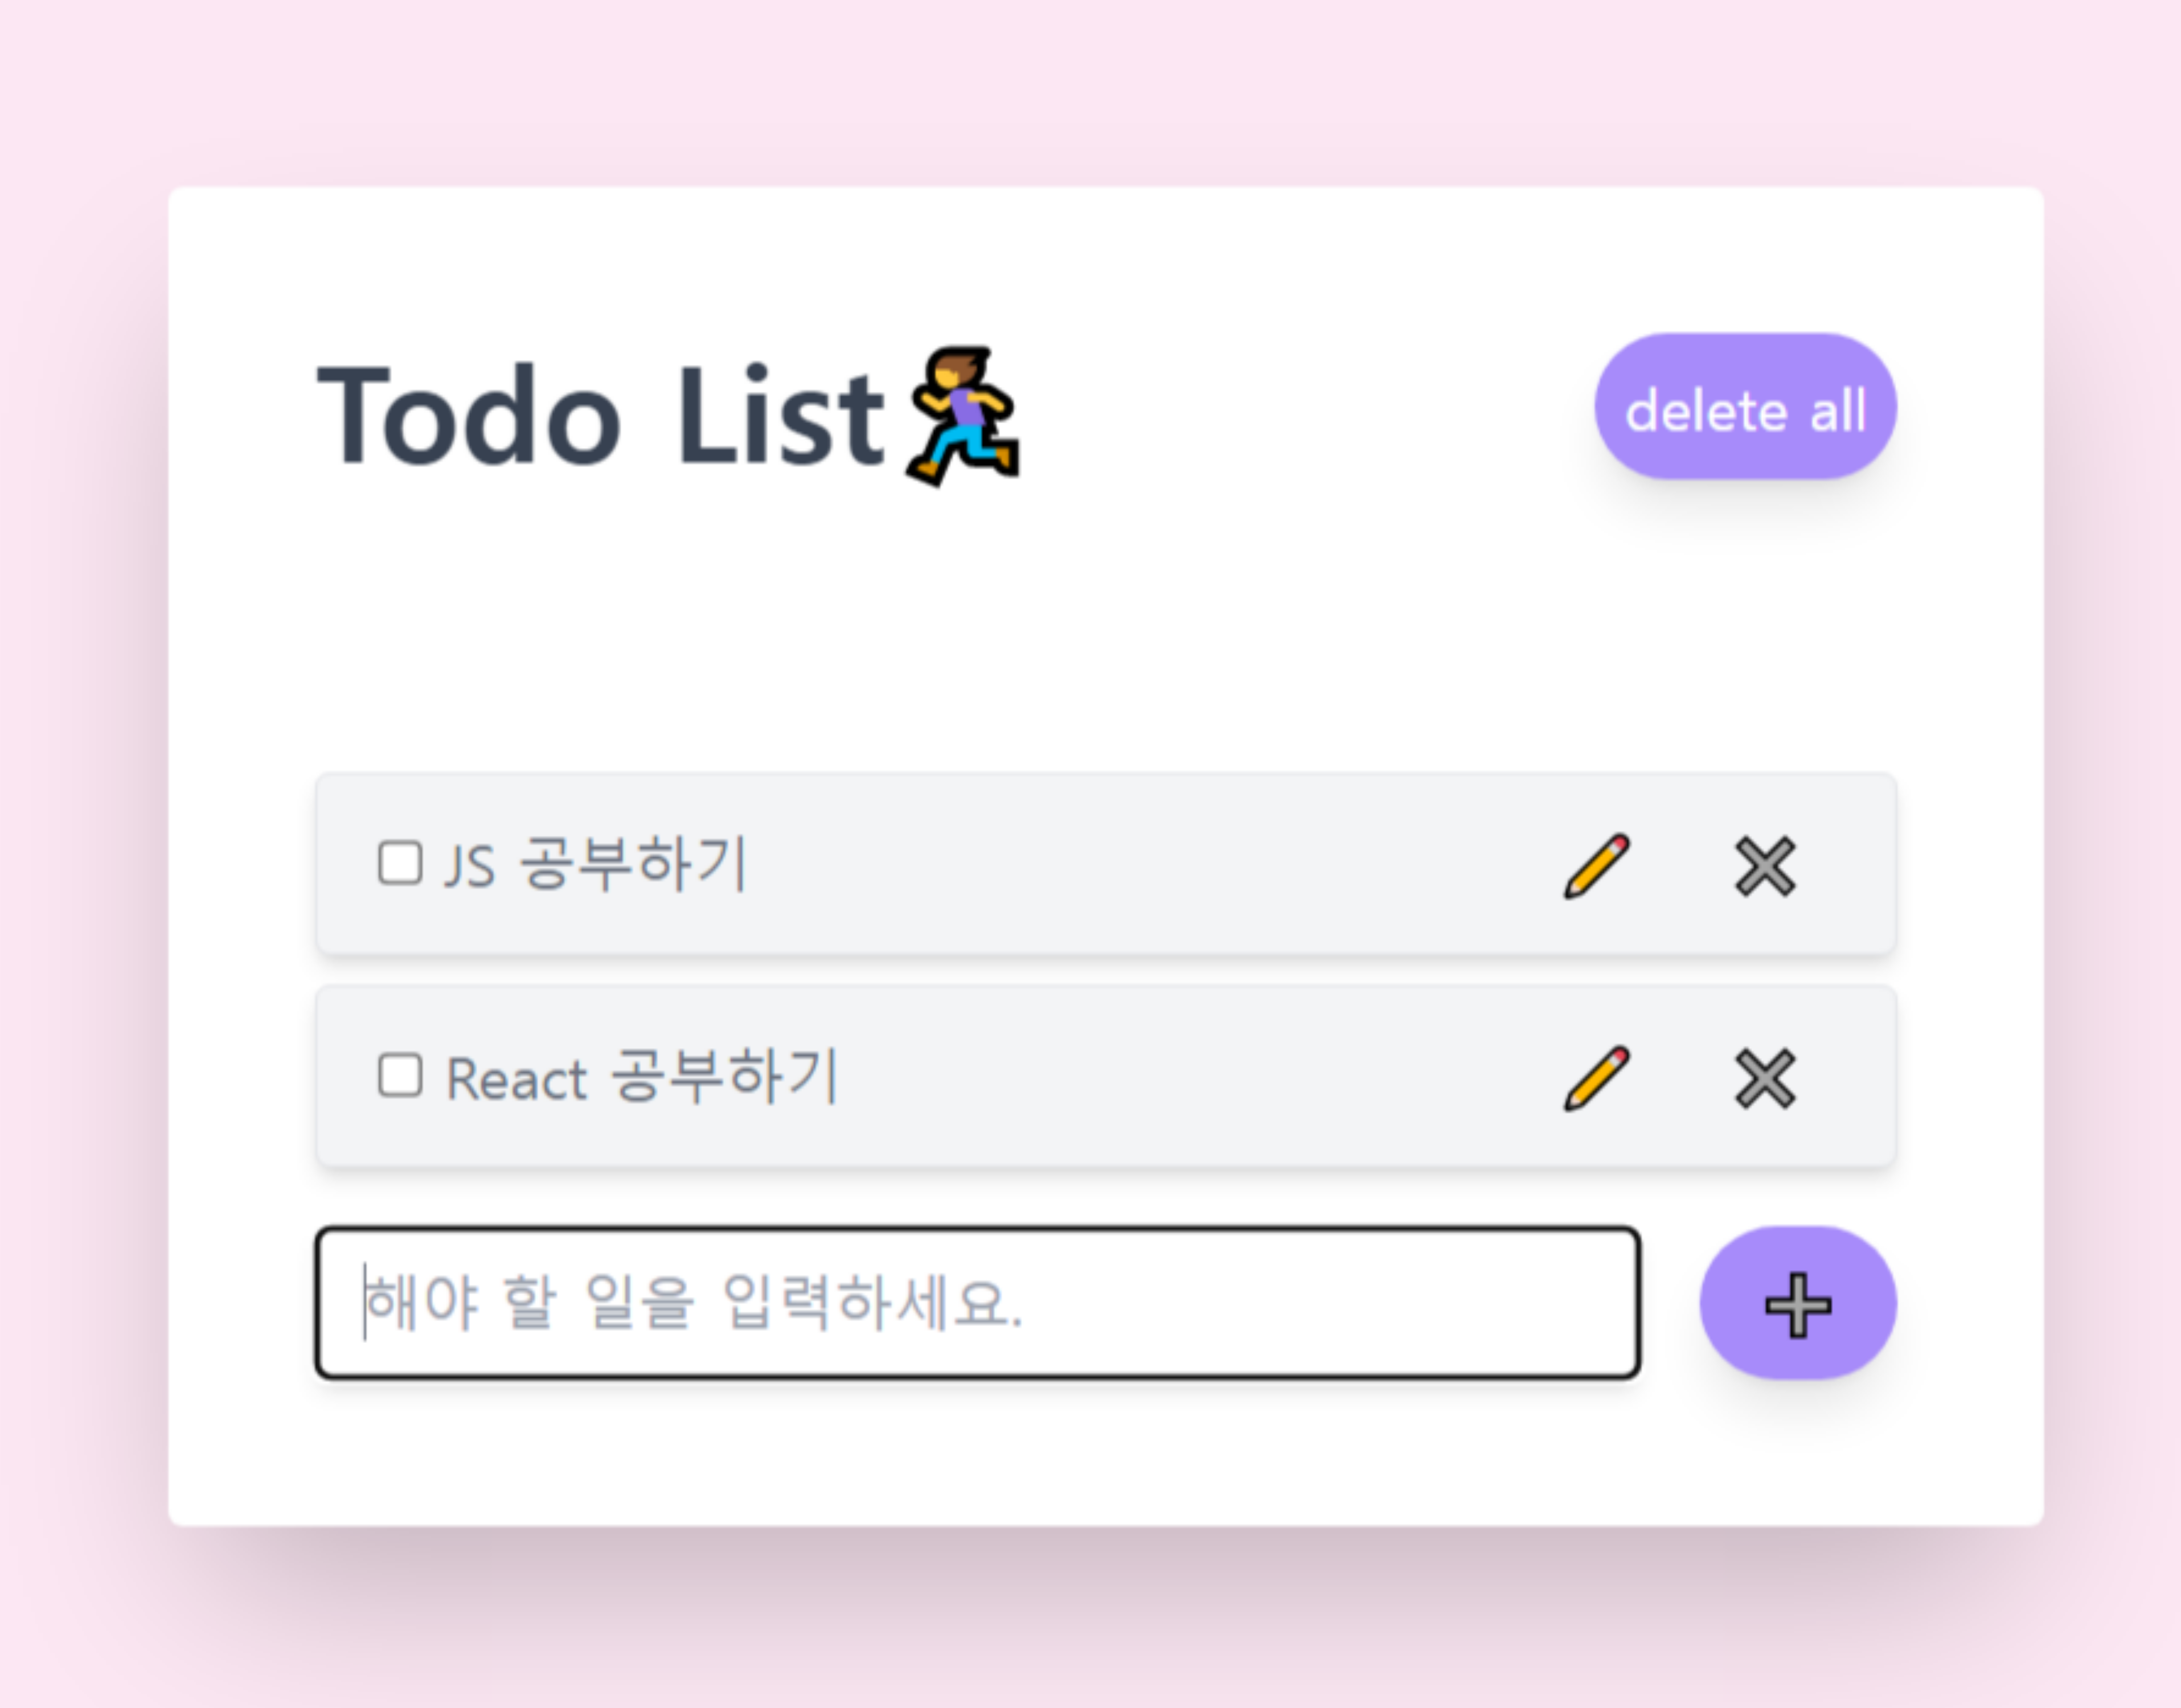 Todo List🏃
delete all
JS 공부하기
React 공부하기
해야 할 일을 입력하세요.